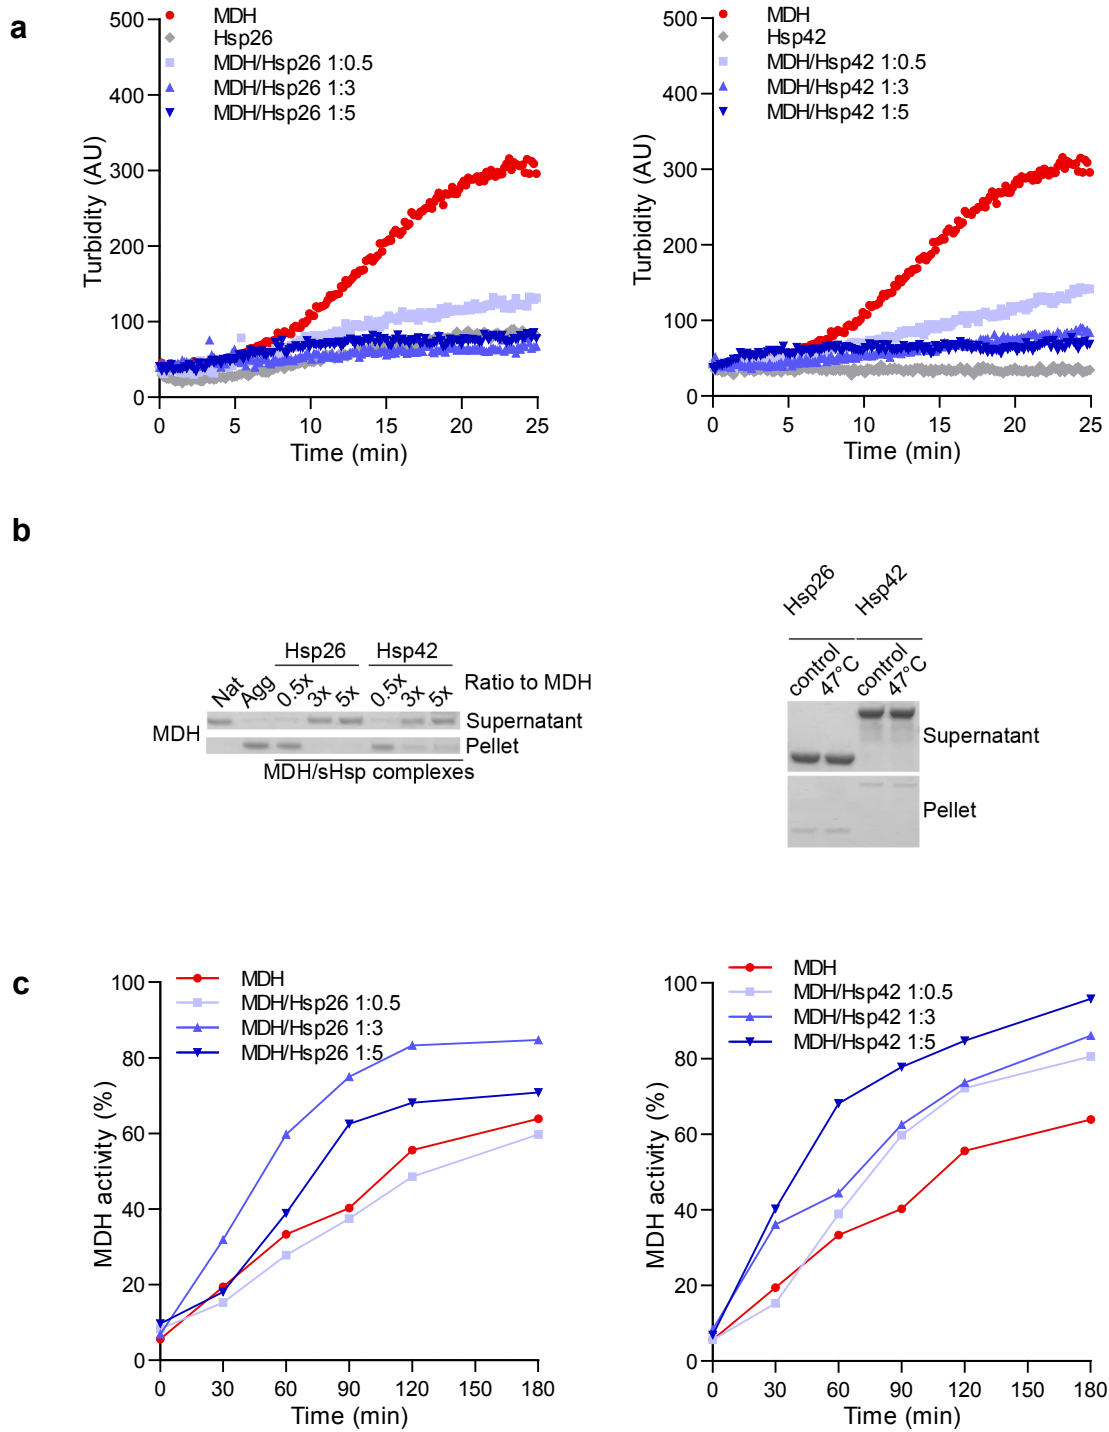 a
500
400
300
200
100
0
Turbidity (AU)
MDH
Hsp26
MDH/Hsp26 1:0.5
MDH/Hsp26 1:3
MDH/Hsp26 1:5
0 5 10 15 20 25
Time (min)
500
400
300
200
100
0
Turbidity (AU)
MDH
Hsp42
MDH/Hsp42 1:0.5
MDH/Hsp42 1:3
MDH/Hsp42 1:5
0 5 10 15 20 25
Time (min)
b
Hsp26 Hsp42
Nat Agg 0.5x 3x 5x 0.5x 3x 5x Ratio to MDH
MDH
Supernatant
Pellet
MDH/sHsp complexes
Hsp26 Hsp42
control 47°C control 47°C
Supernatant
Pellet
c
100
80
60
40
20
0
MDH activity (%)
MDH
MDH/Hsp26 1:0.5
MDH/Hsp26 1:3
MDH/Hsp26 1:5
0 30 60 90 120 150 180
Time (min)
100
80
60
40
20
0
MDH activity (%)
MDH
MDH/Hsp42 1:0.5
MDH/Hsp42 1:3
MDH/Hsp42 1:5
0 30 60 90 120 150 180
Time (min)